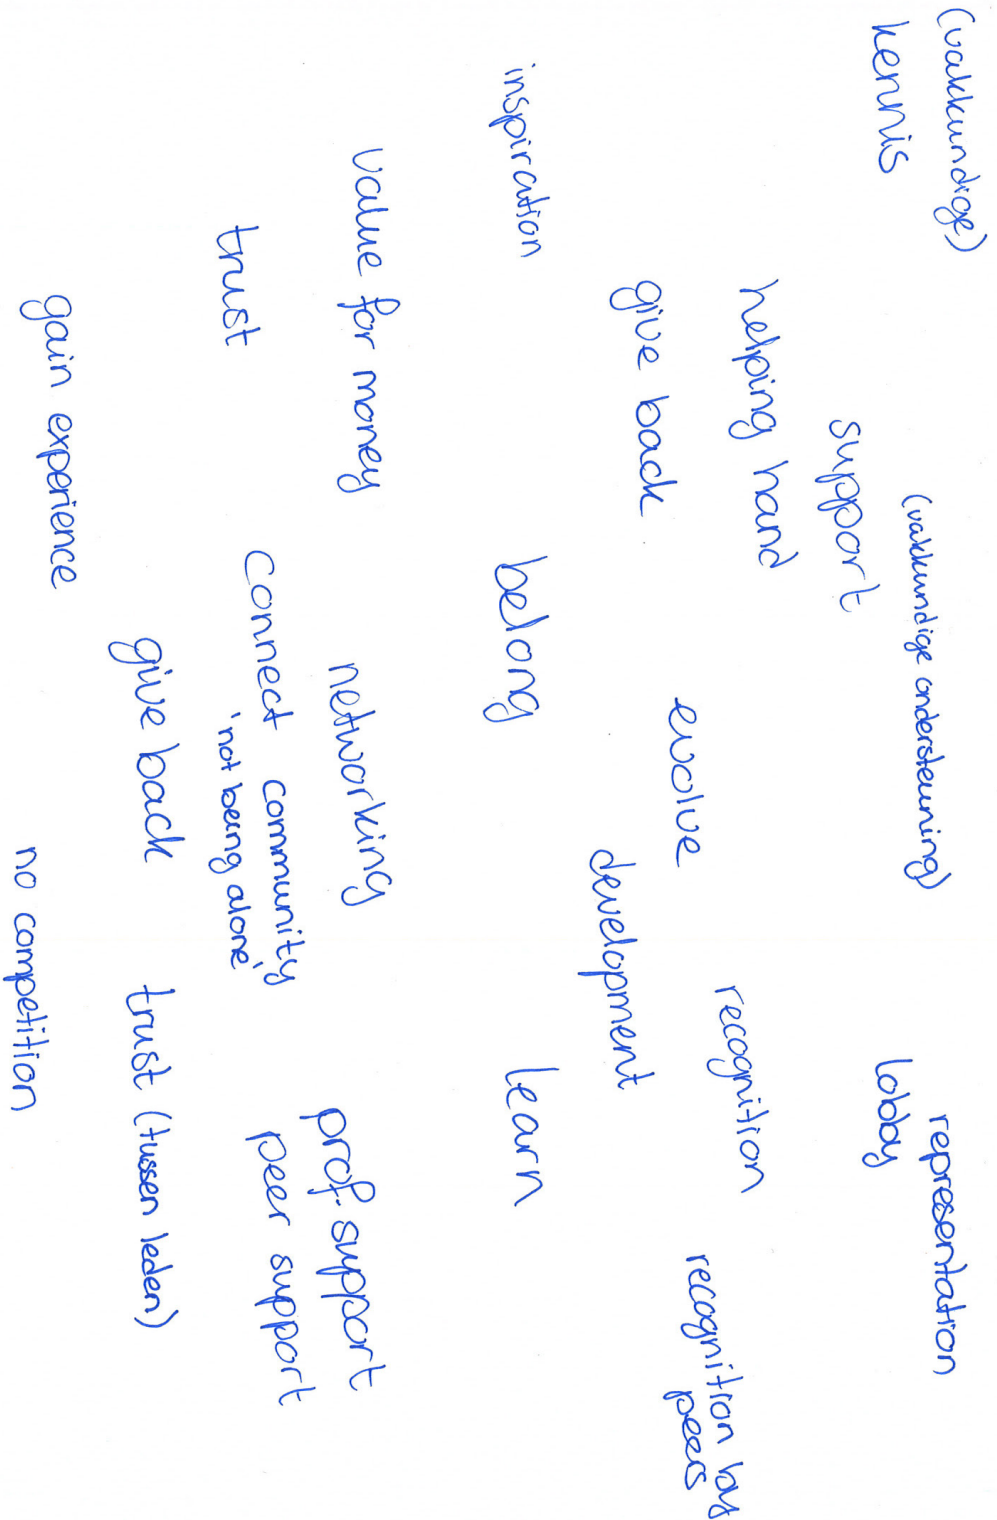 (vakkundige)
kennis
(vakkundige ondersteuning)
support
representation
lobby
helping hand
recognition
give back
evolve
recognition by
peers
development
inspiration
belong
learn
value for money
networking
prof. support
peer support
trust
connect community
'not being alone'
give back
trust (tussen leden)
gain experience
no competition